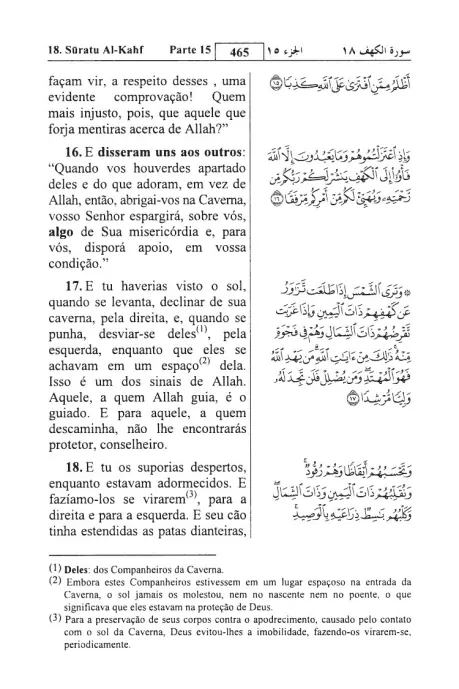 18. Sūratu Al-Kahf Parte 15 465 الجزء ١٥ سورة الكهف ١٨
façam vir, a respeito desses , uma
evidente comprovação! Quem
mais injusto, pois, que aquele que
forja mentiras acerca de Allah?”
16. E disseram uns aos outros:
“Quando vos houverdes apartado
deles e do que adoram, em vez de
Allah, então, abrigai-vos na Caverna,
vosso Senhor espargirá, sobre vós,
algo de Sua misericórdia e, para
vós, disporá apoio, em vossa
condição.”
17. E tu haverias visto o sol,
quando se levanta, declinar de sua
caverna, pela direita, e, quando se
punha, desviar-se deles(1), pela
esquerda, enquanto que eles se
achavam em um espaço(2) dela.
Isso é um dos sinais de Allah.
Aquele, a quem Allah guia, é o
guiado. E para aquele, a quem
descaminha, não lhe encontrarás
protetor, conselheiro.
18. E tu os suporias despertos,
enquanto estavam adormecidos. E
fazíamo-los se virarem(3), para a
direita e para a esquerda. E seu cão
tinha estendidas as patas dianteiras,
أَظْلَمُ مِمَّنِ ٱفْتَرَىٰ عَلَى ٱللَّهِ كَذِبًا ١٥
وَإِذِ ٱعْتَزَلْتُمُوهُمْ وَمَا يَعْبُدُونَ إِلَّا ٱللَّهَ
فَأْوُۥٓا۟ إِلَى ٱلْكَهْفِ يَنشُرْ لَكُمْ رَبُّكُم مِّن
رَّحْمَتِهِۦ وَيُهَيِّئْ لَكُم مِّنْ أَمْرِكُم مِّرْفَقًا ١٦
۞ وَتَرَى ٱلشَّمْسَ إِذَا طَلَعَت تَّزَٰوَرُ
عَن كَهْفِهِمْ ذَاتَ ٱلْيَمِينِ وَإِذَا غَرَبَت
تَّقْرِضُهُمْ ذَاتَ ٱلشِّمَالِ وَهُمْ فِى فَجْوَةٍ
مِّنْهُ ذَٰلِكَ مِنْ ءَايَٰتِ ٱللَّهِ مَن يَهْدِ ٱللَّهُ
فَهُوَ ٱلْمُهْتَدِ وَمَن يُضْلِلْ فَلَن تَجِدَ لَهُۥ
وَلِيًّا مُّرْشِدًا ١٧
وَتَحْسَبُهُمْ أَيْقَاظًا وَهُمْ رُقُودٌ
وَنُقَلِّبُهُمْ ذَاتَ ٱلْيَمِينِ وَذَاتَ ٱلشِّمَالِ
وَكَلْبُهُم بَٰسِطٌ ذِرَاعَيْهِ بِٱلْوَصِيدِ
(1) Deles: dos Companheiros da Caverna.
(2) Embora estes Companheiros estivessem em um lugar espaçoso na entrada da
Caverna, o sol jamais os molestou, nem no nascente nem no poente, o que
significava que eles estavam na proteção de Deus.
(3) Para a preservação de seus corpos contra o apodrecimento, causado pelo contato
com o sol da Caverna, Deus evitou-lhes a imobilidade, fazendo-os virarem-se,
periodicamente.